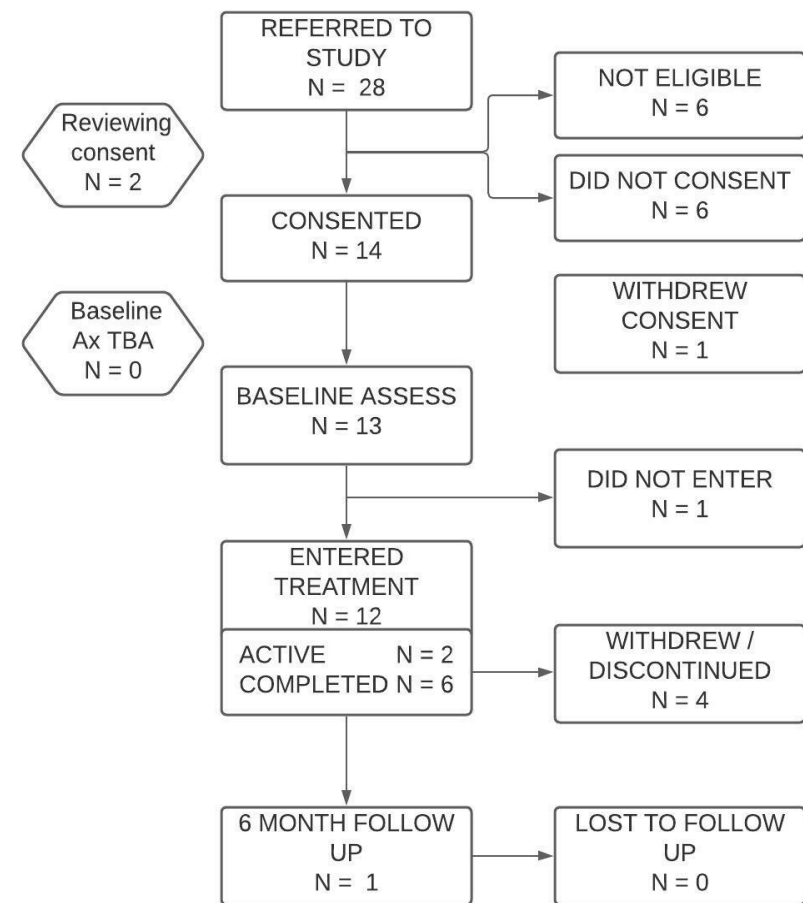 REFERRED TO
STUDY
N = 28
NOT ELIGIBLE
N = 6
Reviewing
consent
N = 2
DID NOT CONSENT
N = 6
CONSENTED
N = 14
WITHDREW
CONSENT
N = 1
Baseline
Ax TBA
N = 0
BASELINE ASSESS
N = 13
DID NOT ENTER
N = 1
ENTERED
TREATMENT
N = 12
ACTIVE N = 2
COMPLETED N = 6
WITHDREW /
DISCONTINUED
N = 4
6 MONTH FOLLOW
UP
N = 1
LOST TO FOLLOW
UP
N = 0